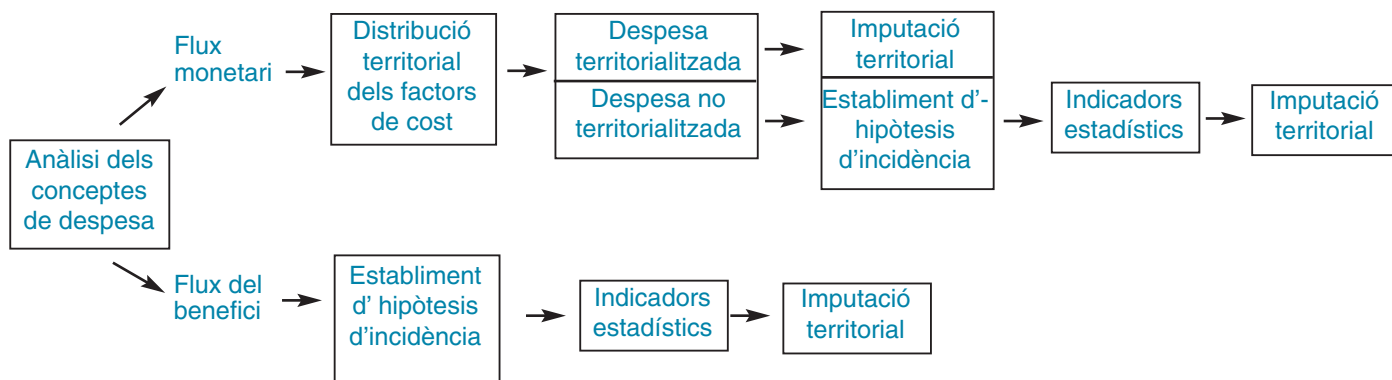 Flux
monetari
Distribució
territorial
dels factors
de cost
Despesa
territorialitzada
Despesa no
territorialitzada
Imputació
territorial
Establiment d'-
hipòtesis
d'incidència
Indicadors
estadístics
Imputació
territorial
Anàlisi dels
conceptes
de despesa
Flux del
benefici
Establiment
d' hipòtesis
d'incidència
Indicadors
estadístics
Imputació
territorial